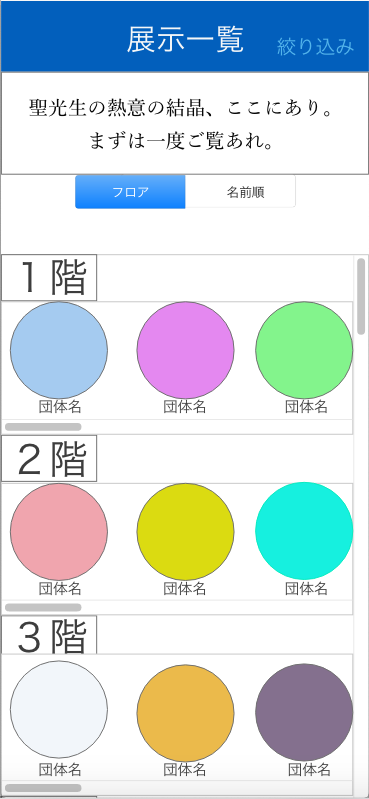 展示一覧
絞り込み
聖光生の熱意の結晶、ここにあり。
まずは一度ご覧あれ。
フロア 名前順
１階
団体名 団体名 団体名
２階
団体名 団体名 団体名
３階
団体名 団体名 団体名